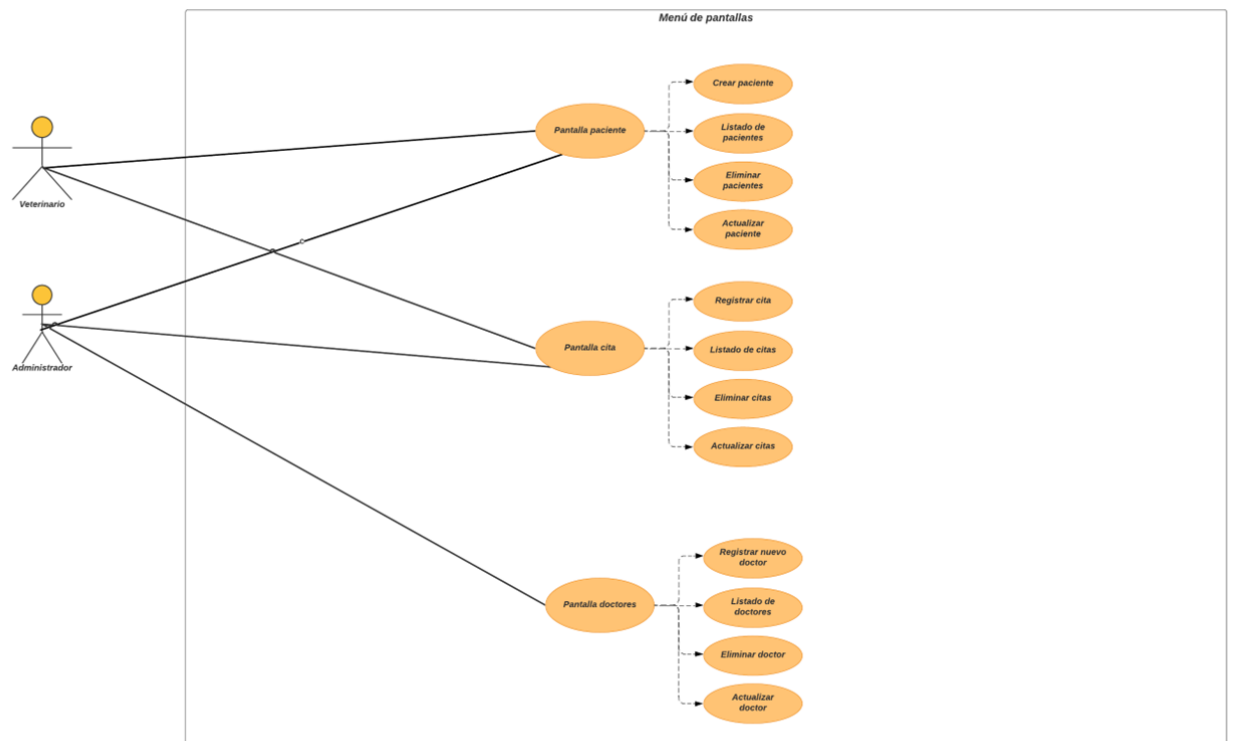 Menú de pantallas
Veterinario
Administrador
Pantalla paciente
Crear paciente
Listado de
pacientes
Eliminar
pacientes
Actualizar
paciente
Pantalla cita
Registrar cita
Listado de citas
Eliminar citas
Actualizar citas
Pantalla doctores
Registrar nuevo
doctor
Listado de
doctores
Eliminar doctor
Actualizar
doctor